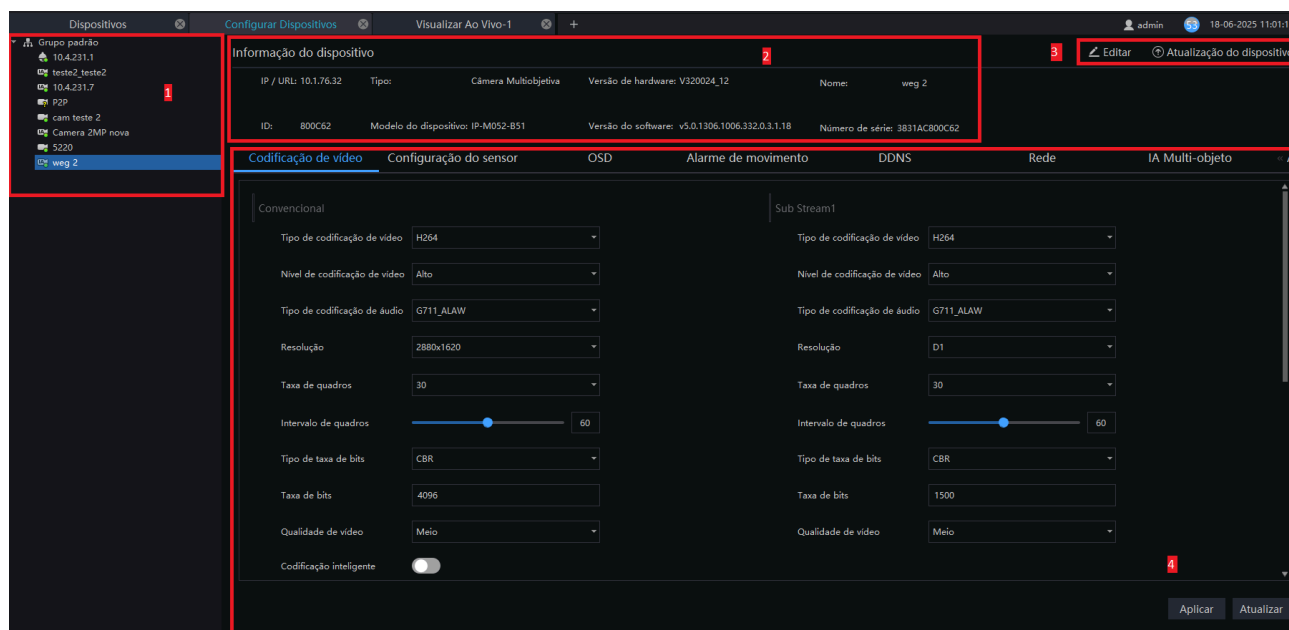 Dispositivos Configurar Dispositivos Visualizar Ao Vivo-1 + admin 53 18-06-2025 11:01:1
Grupo padrão
10.4.231.1
teste2_teste2
10.4.231.7
P2P
cam teste 2
Camera 2MP nova
5220
weg 2
1
Informação do dispositivo 2
IP / URL: 10.1.76.32 Tipo: Câmera Multiobjetiva Versão de hardware: V320024_12 Nome: weg 2
ID: 800C62 Modelo do dispositivo: IP-M052-B51 Versão do software: v5.0.1306.1006.332.0.3.1.18 Número de série: 3831AC800C62
3 Editar Atualização do dispositivo
Codificação de vídeo Configuração do sensor OSD Alarme de movimento DDNS Rede IA Multi-objeto
Convencional Sub Stream1
Tipo de codificação de vídeo H264 Tipo de codificação de vídeo H264
Nível de codificação de vídeo Alto Nível de codificação de vídeo Alto
Tipo de codificação de áudio G711_ALAW Tipo de codificação de áudio G711_ALAW
Resolução 2880x1620 Resolução D1
Taxa de quadros 30 Taxa de quadros 30
Intervalo de quadros 60 Intervalo de quadros 60
Tipo de taxa de bits CBR Tipo de taxa de bits CBR
Taxa de bits 4096 Taxa de bits 1500
Qualidade de vídeo Meio Qualidade de vídeo Meio
Codificação inteligente
4
Aplicar Atualizar